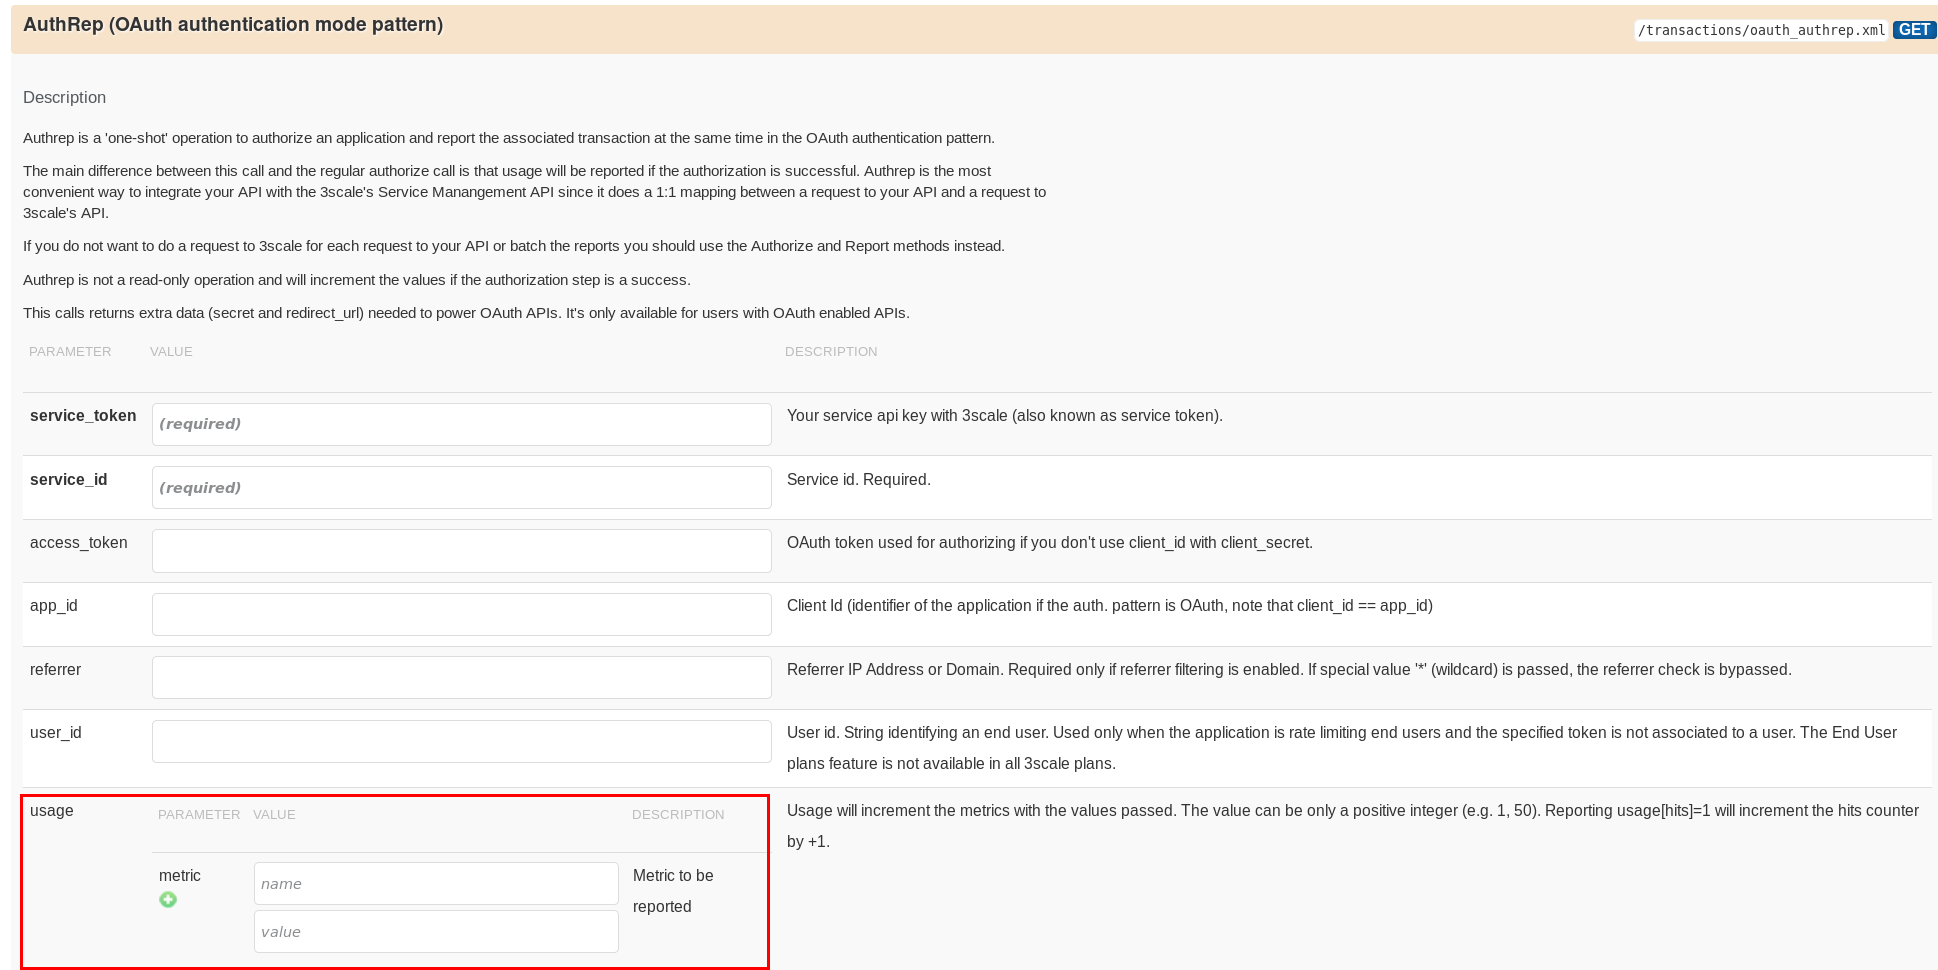 AuthRep (OAuth authentication mode pattern)
/transactions/oauth_authrep.xml GET
Description
Authrep is a 'one-shot' operation to authorize an application and report the associated transaction at the same time in the OAuth authentication pattern.
The main difference between this call and the regular authorize call is that usage will be reported if the authorization is successful. Authrep is the most
convenient way to integrate your API with the 3scale's Service Manangement API since it does a 1:1 mapping between a request to your API and a request to
3scale's API.
If you do not want to do a request to 3scale for each request to your API or batch the reports you should use the Authorize and Report methods instead.
Authrep is not a read-only operation and will increment the values if the authorization step is a success.
This calls returns extra data (secret and redirect_url) needed to power OAuth APIs. It's only available for users with OAuth enabled APIs.
PARAMETER VALUE DESCRIPTION
service_token (required) Your service api key with 3scale (also known as service token).
service_id (required) Service id. Required.
access_token OAuth token used for authorizing if you don't use client_id with client_secret.
app_id Client Id (identifier of the application if the auth. pattern is OAuth, note that client_id == app_id)
referrer Referrer IP Address or Domain. Required only if referrer filtering is enabled. If special value '*' (wildcard) is passed, the referrer check is bypassed.
user_id User id. String identifying an end user. Used only when the application is rate limiting end users and the specified token is not associated to a user. The End User
plans feature is not available in all 3scale plans.
usage PARAMETER VALUE DESCRIPTION Usage will increment the metrics with the values passed. The value can be only a positive integer (e.g. 1, 50). Reporting usage[hits]=1 will increment the hits counter
by +1.
metric name Metric to be
reported
value